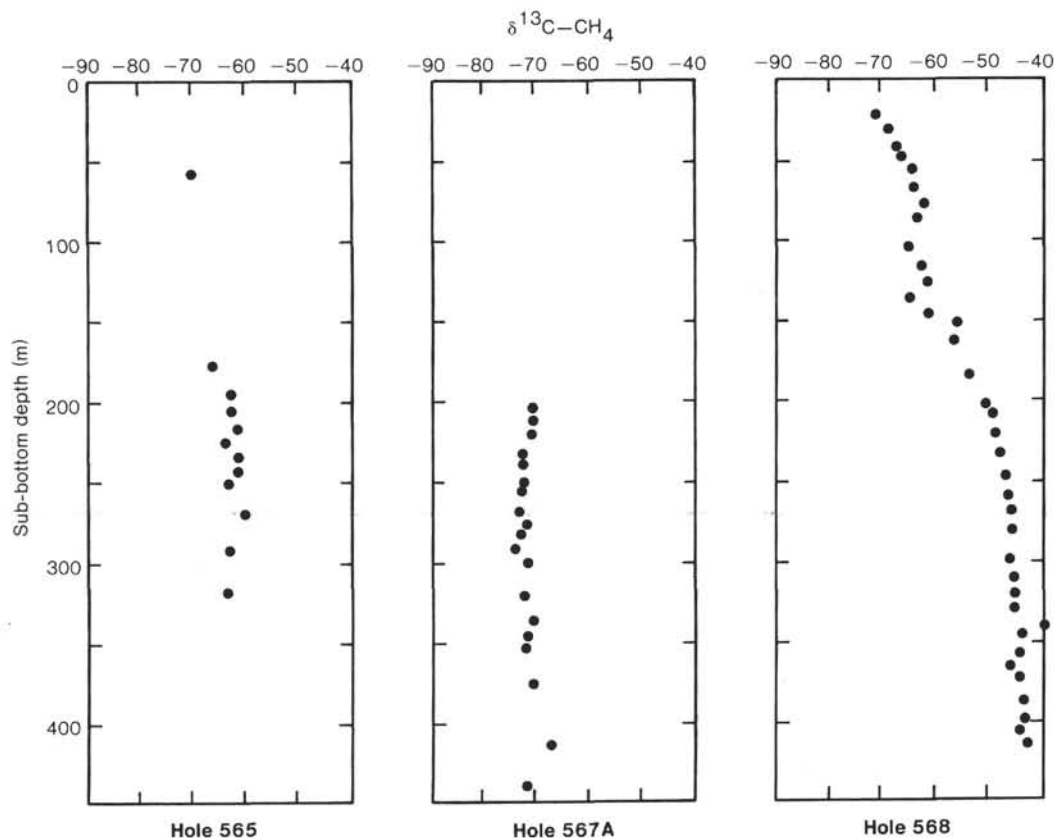 δ13C−CH4
−90 −80 −70 −60 −50 −40
−90 −80 −70 −60 −50 −40
−90 −80 −70 −60 −50 −40
0
100
200
300
400
Sub-bottom depth (m)
Hole 565
Hole 567A
Hole 568